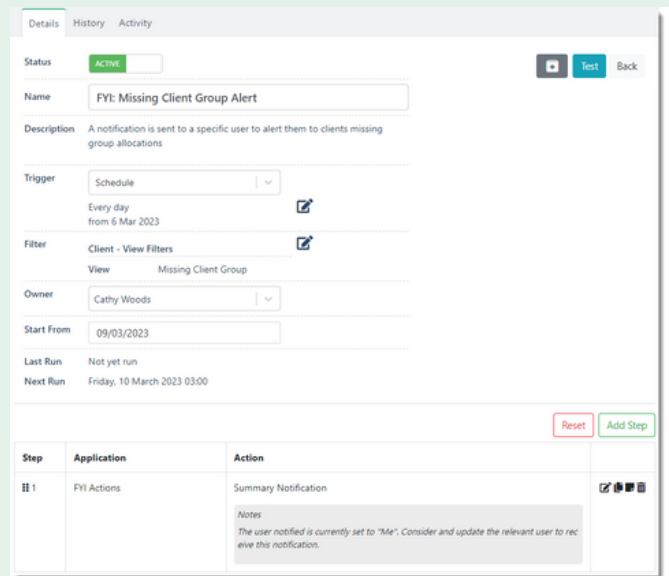 Details History Activity
Status ACTIVE Test Back
Name FYI: Missing Client Group Alert
Description A notification is sent to a specific user to alert them to clients missing
group allocations
Trigger Schedule
Every day
from 6 Mar 2023
Filter Client - View Filters
View Missing Client Group
Owner Cathy Woods
Start From 09/03/2023
Last Run Not yet run
Next Run Friday, 10 March 2023 03:00
Reset Add Step
Step Application Action
1 FYI Actions Summary Notification
Notes
The user notified is currently set to "Me". Consider and update the relevant user to rec
eive this notification.